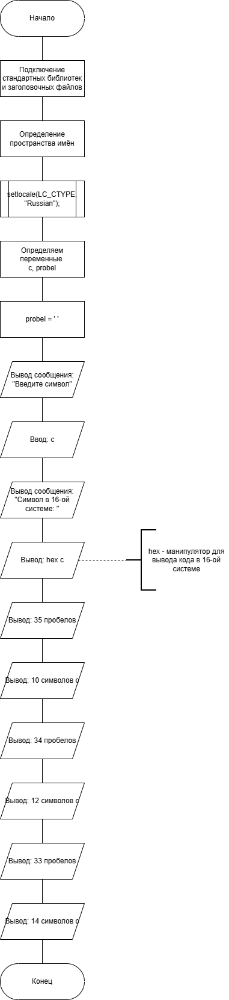 Начало
Подключение
стандартных библиотек
и заголовочных файлов
Определение
пространства имён
setlocale(LC_CTYPE,
"Russian");
Определяем
переменные
c, probel
probel = ' '
Вывод сообщения:
"Введите символ"
Ввод: с
Вывод сообщения:
"Символ в 16-ой
системе: "
Вывод: hex c
hex - манипулятор для
вывода кода в 16-ой
системе
Вывод: 35 пробелов
Вывод: 10 символов с
Вывод: 34 пробелов
Вывод: 12 символов с
Вывод: 33 пробелов
Вывод: 14 символов с
Конец